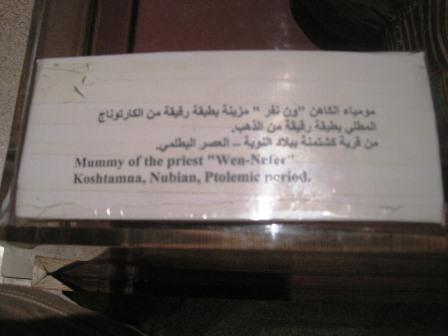 مومياء الكاهن "ون نفر" مزينة بطبقة رقيقة من الكارتوناج
المطلي بطبقة رقيقة من الذهب.
من قرية كشتمنة ببلاد النوبة – العصر البطلمي.
Mummy of the priest "Wen-Nefer"
Koshtamna, Nubian, Ptolemic period.